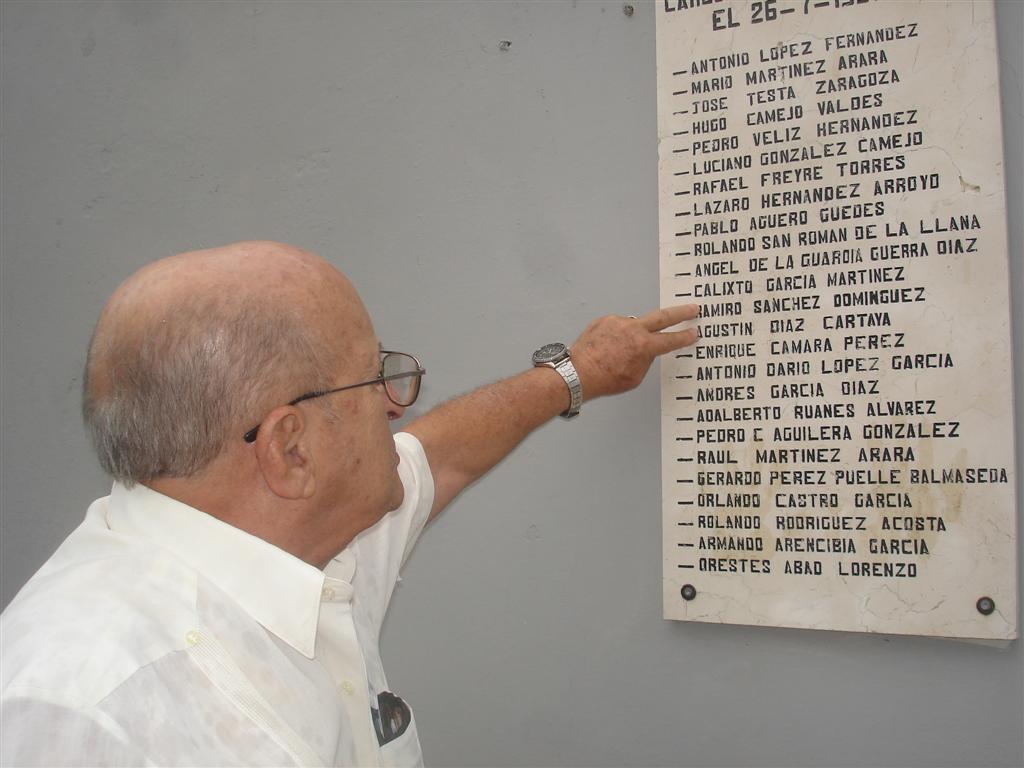 EL 26-7-19
—ANTONIO LOPEZ FERNANDEZ
—MARIO MARTINEZ ARARA
—JOSE TESTA ZARAGOZA
—HUGO CAMEJO VALDES
—PEDRO VELIZ HERNANDEZ
—LUCIANO GONZALEZ CAMEJO
—RAFAEL FREYRE TORRES
—LAZARO HERNANDEZ ARROYO
—PABLO AGUERO GUEDES
—ROLANDO SAN ROMAN DE LA LLANA
—ANGEL DE LA GUARDIA GUERRA DIAZ
—CALIXTO GARCIA MARTINEZ
RAMIRO SANCHEZ DOMINGUEZ
AGUSTIN DIAZ CARTAYA
—ENRIQUE CAMARA PEREZ
—ANTONIO DARIO LOPEZ GARCIA
—ANDRES GARCIA DIAZ
—ADALBERTO RUANES ALVAREZ
—PEDRO C AGUILERA GONZALEZ
—RAUL MARTINEZ ARARA
—GERARDO PEREZ PUELLE BALMASEDA
—ORLANDO CASTRO GARCIA
—ROLANDO RODRIGUEZ ACOSTA
—ARMANDO ARENCIBIA GARCIA
—ORESTES ABAD LORENZO